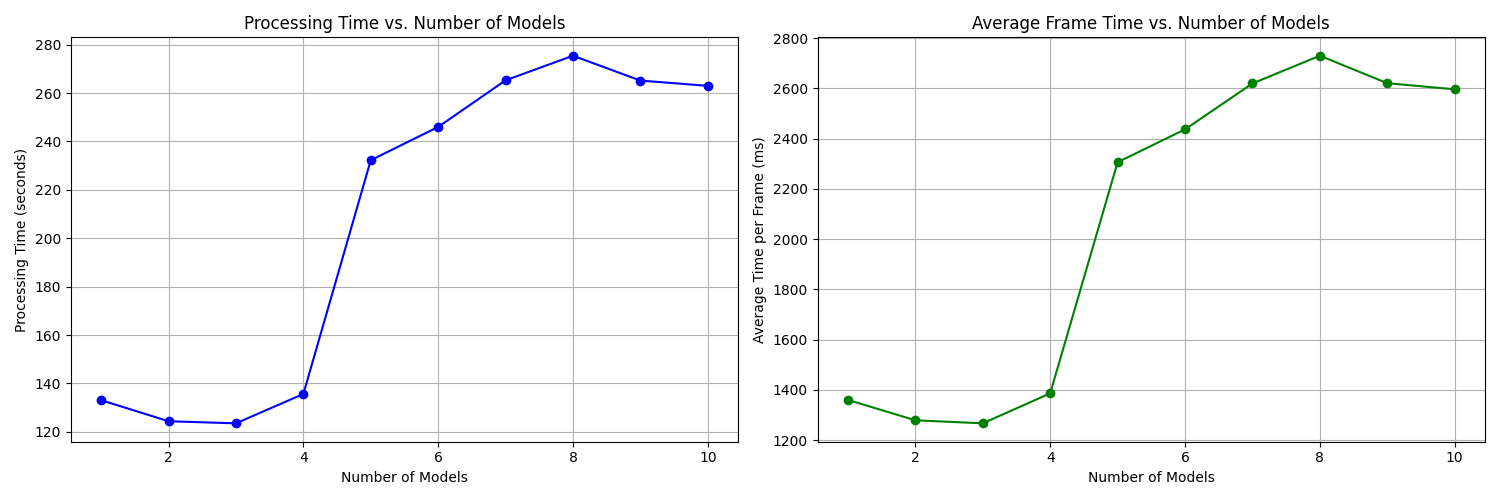 Processing Time vs. Number of Models
Processing Time (seconds)
280
260
240
220
200
180
160
140
120
2 4 6 8 10
Number of Models
Average Frame Time vs. Number of Models
Average Time per Frame (ms)
2800
2600
2400
2200
2000
1800
1600
1400
1200
2 4 6 8 10
Number of Models